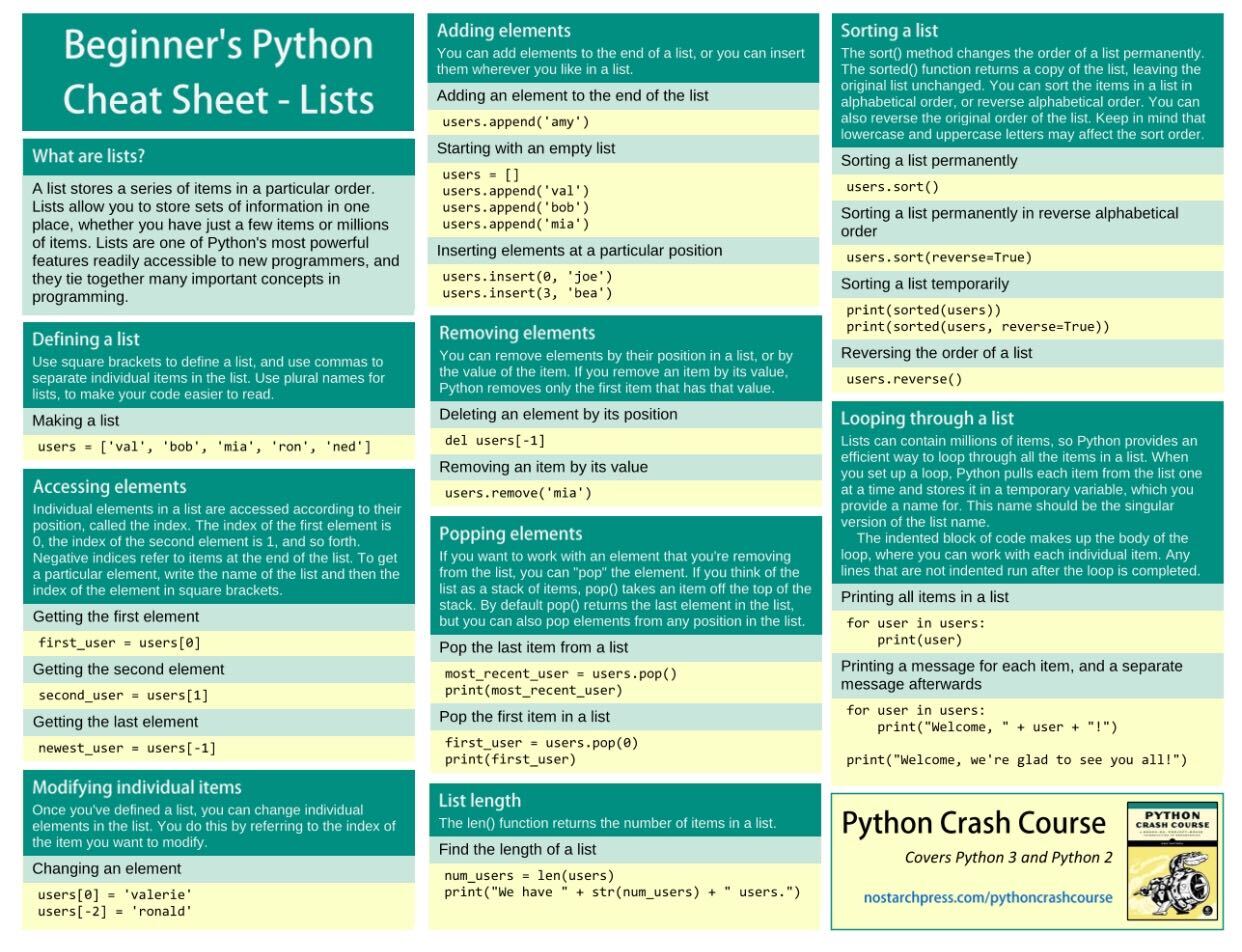 Beginner's Python
Cheat Sheet - Lists
What are lists?
A list stores a series of items in a particular order.
Lists allow you to store sets of information in one
place, whether you have just a few items or millions
of items. Lists are one of Python's most powerful
features readily accessible to new programmers, and
they tie together many important concepts in
programming.
Defining a list
Use square brackets to define a list, and use commas to
separate individual items in the list. Use plural names for
lists, to make your code easier to read.
Making a list
users = ['val', 'bob', 'mia', 'ron', 'ned']
Accessing elements
Individual elements in a list are accessed according to their
position, called the index. The index of the first element is
0, the index of the second element is 1, and so forth.
Negative indices refer to items at the end of the list. To get
a particular element, write the name of the list and then the
index of the element in square brackets.
Getting the first element
first_user = users[0]
Getting the second element
second_user = users[1]
Getting the last element
newest_user = users[-1]
Modifying individual items
Once you've defined a list, you can change individual
elements in the list. You do this by referring to the index of
the item you want to modify.
Changing an element
users[0] = 'valerie'
users[-2] = 'ronald'
Adding elements
You can add elements to the end of a list, or you can insert
them wherever you like in a list.
Adding an element to the end of the list
users.append('amy')
Starting with an empty list
users = []
users.append('val')
users.append('bob')
users.append('mia')
Inserting elements at a particular position
users.insert(0, 'joe')
users.insert(3, 'bea')
Removing elements
You can remove elements by their position in a list, or by
the value of the item. If you remove an item by its value,
Python removes only the first item that has that value.
Deleting an element by its position
del users[-1]
Removing an item by its value
users.remove('mia')
Popping elements
If you want to work with an element that you're removing
from the list, you can "pop" the element. If you think of the
list as a stack of items, pop() takes an item off the top of the
stack. By default pop() returns the last element in the list,
but you can also pop elements from any position in the list.
Pop the last item from a list
most_recent_user = users.pop()
print(most_recent_user)
Pop the first item in a list
first_user = users.pop(0)
print(first_user)
List length
The len() function returns the number of items in a list.
Find the length of a list
num_users = len(users)
print("We have " + str(num_users) + " users.")
Sorting a list
The sort() method changes the order of a list permanently.
The sorted() function returns a copy of the list, leaving the
original list unchanged. You can sort the items in a list in
alphabetical order, or reverse alphabetical order. You can
also reverse the original order of the list. Keep in mind that
lowercase and uppercase letters may affect the sort order.
Sorting a list permanently
users.sort()
Sorting a list permanently in reverse alphabetical
order
users.sort(reverse=True)
Sorting a list temporarily
print(sorted(users))
print(sorted(users, reverse=True))
Reversing the order of a list
users.reverse()
Looping through a list
Lists can contain millions of items, so Python provides an
efficient way to loop through all the items in a list. When
you set up a loop, Python pulls each item from the list one
at a time and stores it in a temporary variable, which you
provide a name for. This name should be the singular
version of the list name.
The indented block of code makes up the body of the
loop, where you can work with each individual item. Any
lines that are not indented run after the loop is completed.
Printing all items in a list
for user in users:
    print(user)
Printing a message for each item, and a separate
message afterwards
for user in users:
    print("Welcome, " + user + "!")
print("Welcome, we're glad to see you all!")
Python Crash Course
Covers Python 3 and Python 2
nostarchpress.com/pythoncrashcourse
PYTHON
CRASH COURSE